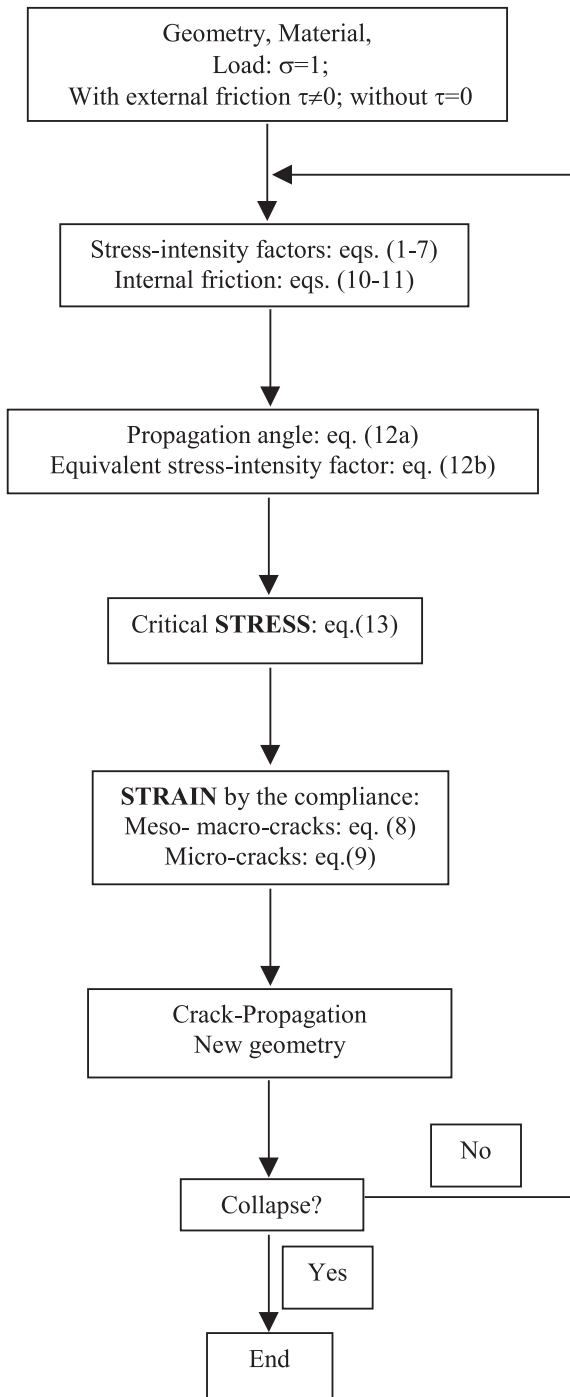 Geometry, Material,
Load: σ=1;
With external friction τ≠0; without τ=0
Stress-intensity factors: eqs. (1-7)
Internal friction: eqs. (10-11)
Propagation angle: eq. (12a)
Equivalent stress-intensity factor: eq. (12b)
Critical STRESS: eq.(13)
STRAIN by the compliance:
Meso- macro-cracks: eq. (8)
Micro-cracks: eq.(9)
Crack-Propagation
New geometry
No
Collapse?
Yes
End